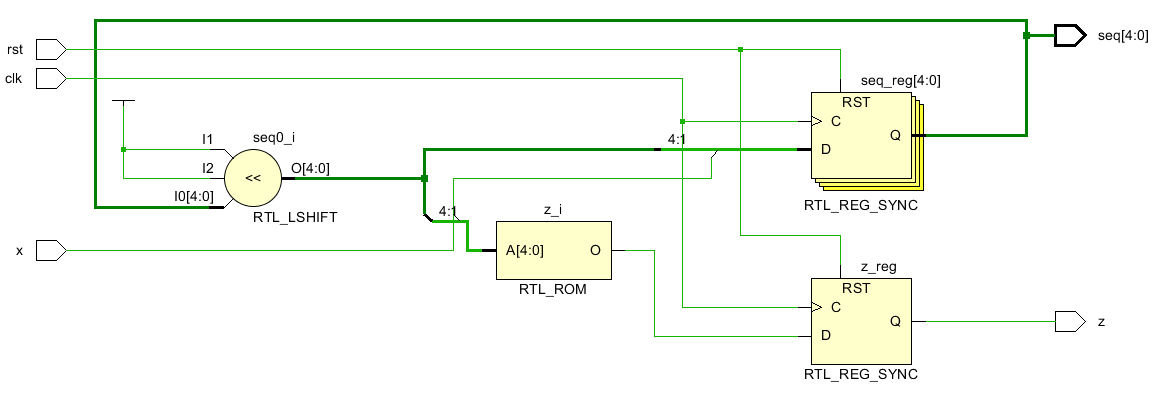 rst
seq[4:0]
clk
seq_reg[4:0]
RST
C
seq0_i
I1
4:1
Q
D
I2
O[4:0]
<<
I0[4:0]
RTL_REG_SYNC
4:1
z_i
RTL_LSHIFT
x
A[4:0]
O
z_reg
RTL_ROM
RST
C
Q
z
D
RTL_REG_SYNC